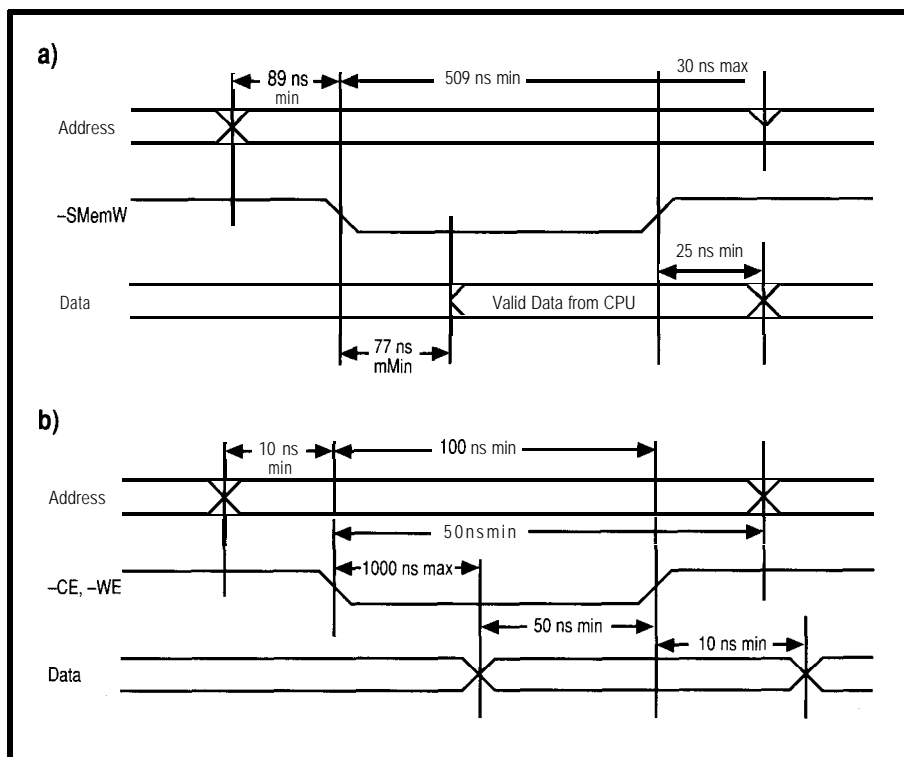 a)
89 ns
min
509 ns min
30 ns max
Address
–SMemW
25 ns min
Data
Valid Data from CPU
77 ns
mMin
b)
10 ns
min
100 ns min
Address
50nsmin
–CE, –WE
1000 ns max
50 ns min
10 ns min
Data